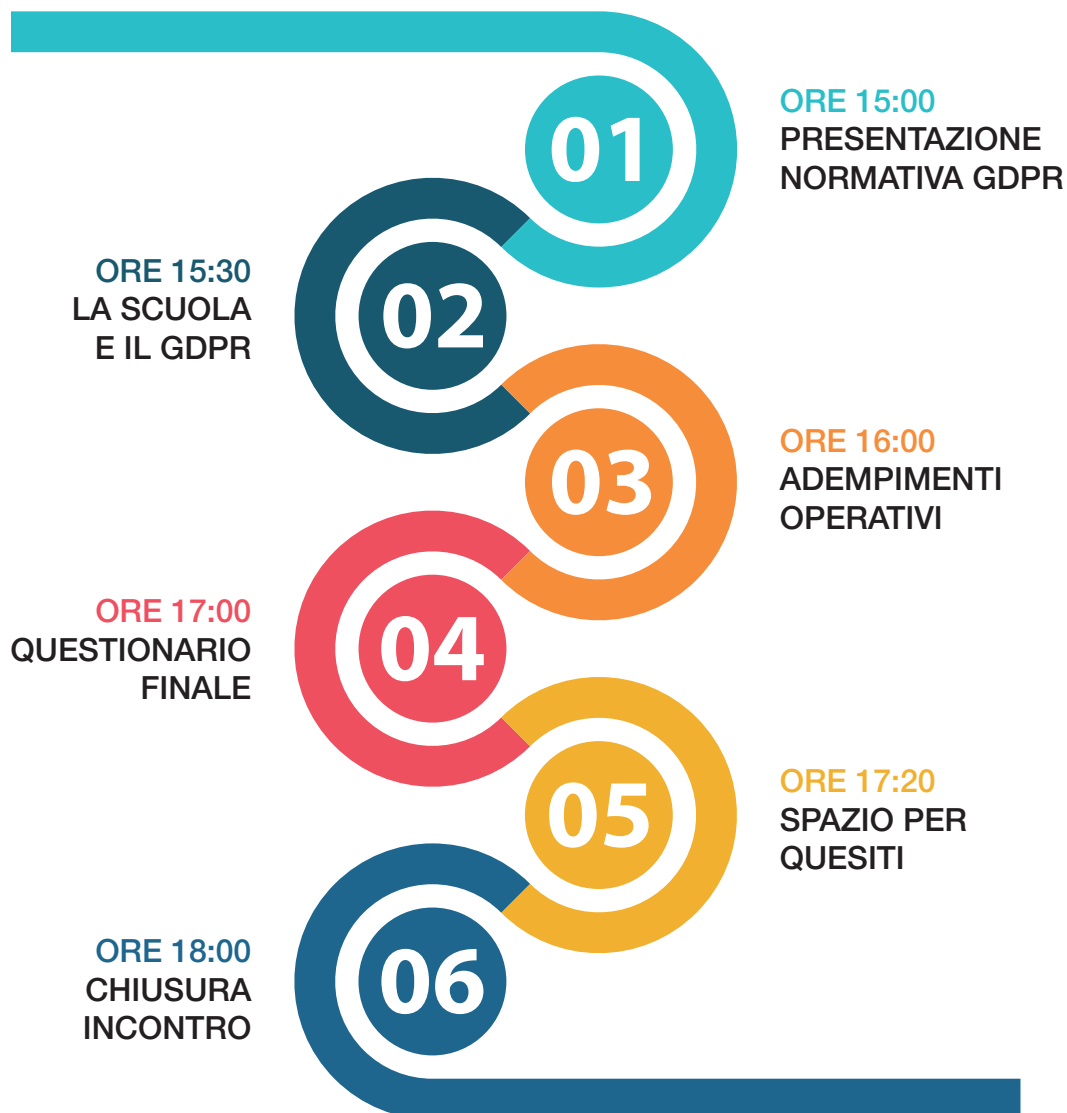 01
ORE 15:00
PRESENTAZIONE
NORMATIVA GDPR
ORE 15:30
LA SCUOLA
E IL GDPR
02
03
ORE 16:00
ADEMPIMENTI
OPERATIVI
ORE 17:00
QUESTIONARIO
FINALE
04
05
ORE 17:20
SPAZIO PER
QUESITI
ORE 18:00
CHIUSURA
INCONTRO
06